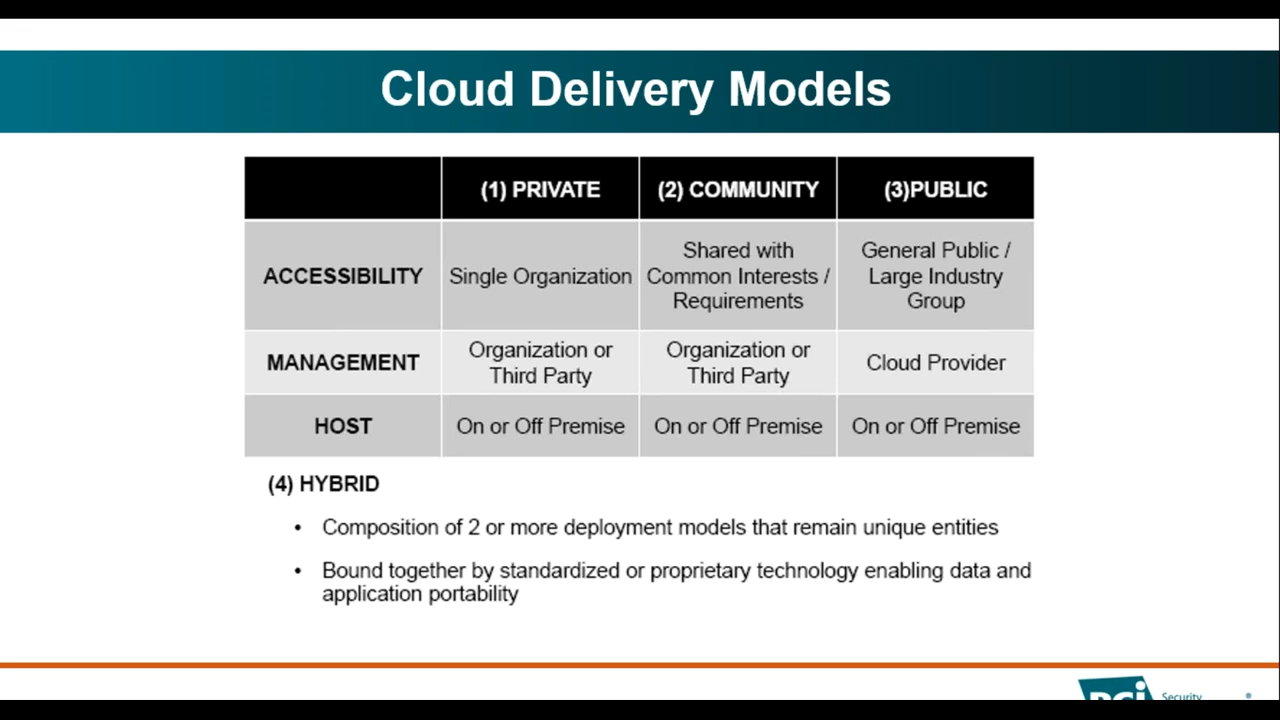 Cloud Delivery Models
(1) PRIVATE (2) COMMUNITY (3)PUBLIC
ACCESSIBILITY
Single Organization
Shared with
Common Interests /
Requirements
General Public /
Large Industry
Group
MANAGEMENT
Organization or
Third Party
Organization or
Third Party
Cloud Provider
HOST
On or Off Premise
On or Off Premise
On or Off Premise
(4) HYBRID
• Composition of 2 or more deployment models that remain unique entities
• Bound together by standardized or proprietary technology enabling data and
application portability
Security
®